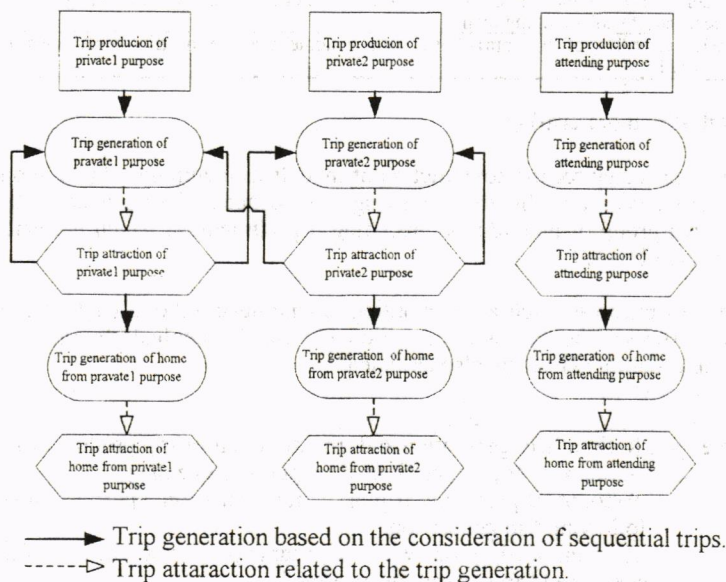 Trip producion of
private1 purpose
Trip producion of
private2 purpose
Trip producion of
attending purpose
Trip generation of
pravate1 purpose
Trip generation of
pravate2 purpose
Trip generation of
attending purpose
Trip attraction of
private1 purpose
Trip attraction of
private2 purpose
Trip attraction of
attneding purpose
Trip generation of home
from pravate1 purpose
Trip generation of home
from pravate2 purpose
Trip generation of home
from attending purpose
Trip attraction of
home from private1
purpose
Trip attraction of
home from private2
purpose
Trip attraction of
home from attending
purpose
Trip generation based on the consideraion of sequential trips.
Trip attaraction related to the trip generation.